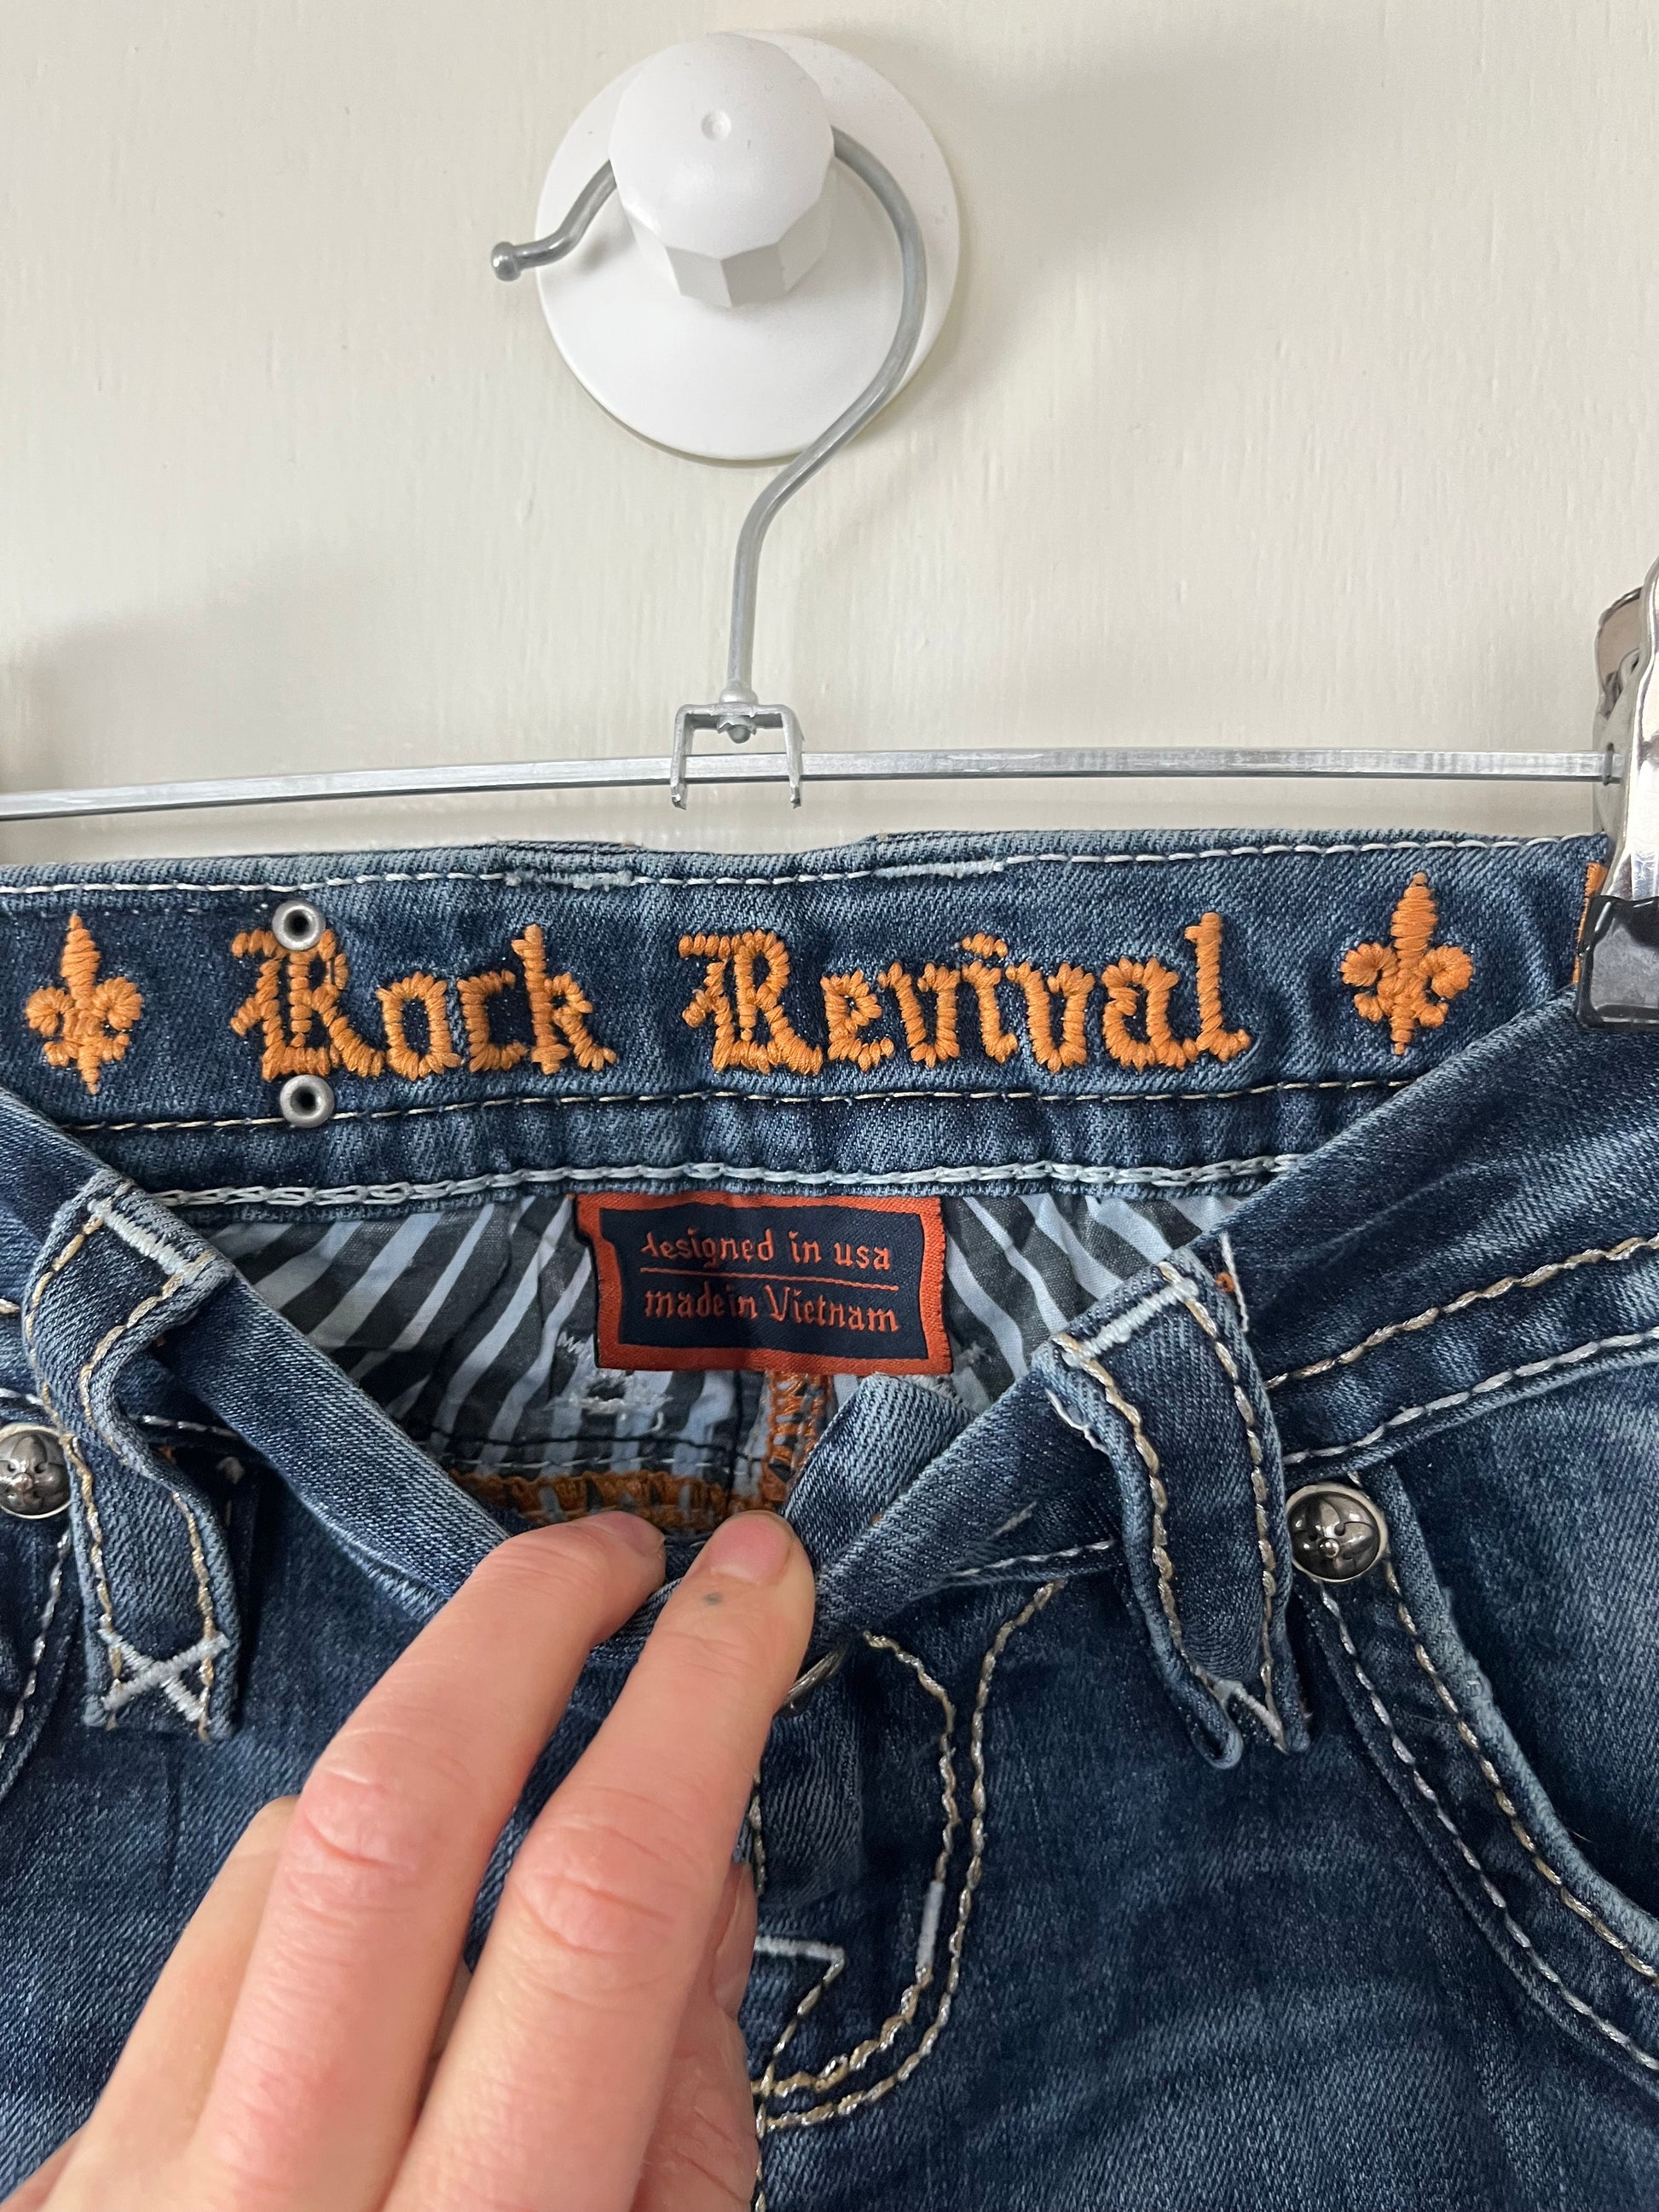 Rock Revival
designed in usa
made in Vietnam